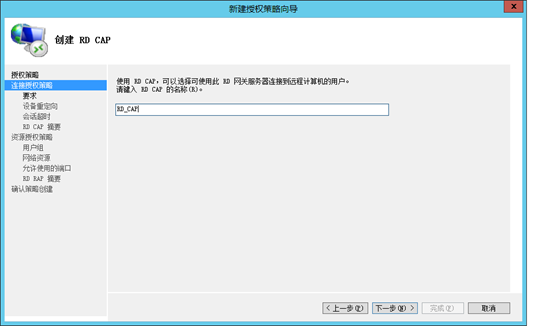 新建授权策略向导
创建 RD CAP
授权策略
连接授权策略
要求
设备重定向
会话超时
RD CAP 摘要
资源授权策略
用户组
网络资源
允许使用的端口
RD RAP 摘要
确认策略创建
使用 RD CAP，可以选择可使用此 RD 网关服务器连接到远程计算机的用户。
请键入 RD CAP 的名称(R)。
RD_CAP
< 上一步(P)
下一步(N) >
完成(F)
取消